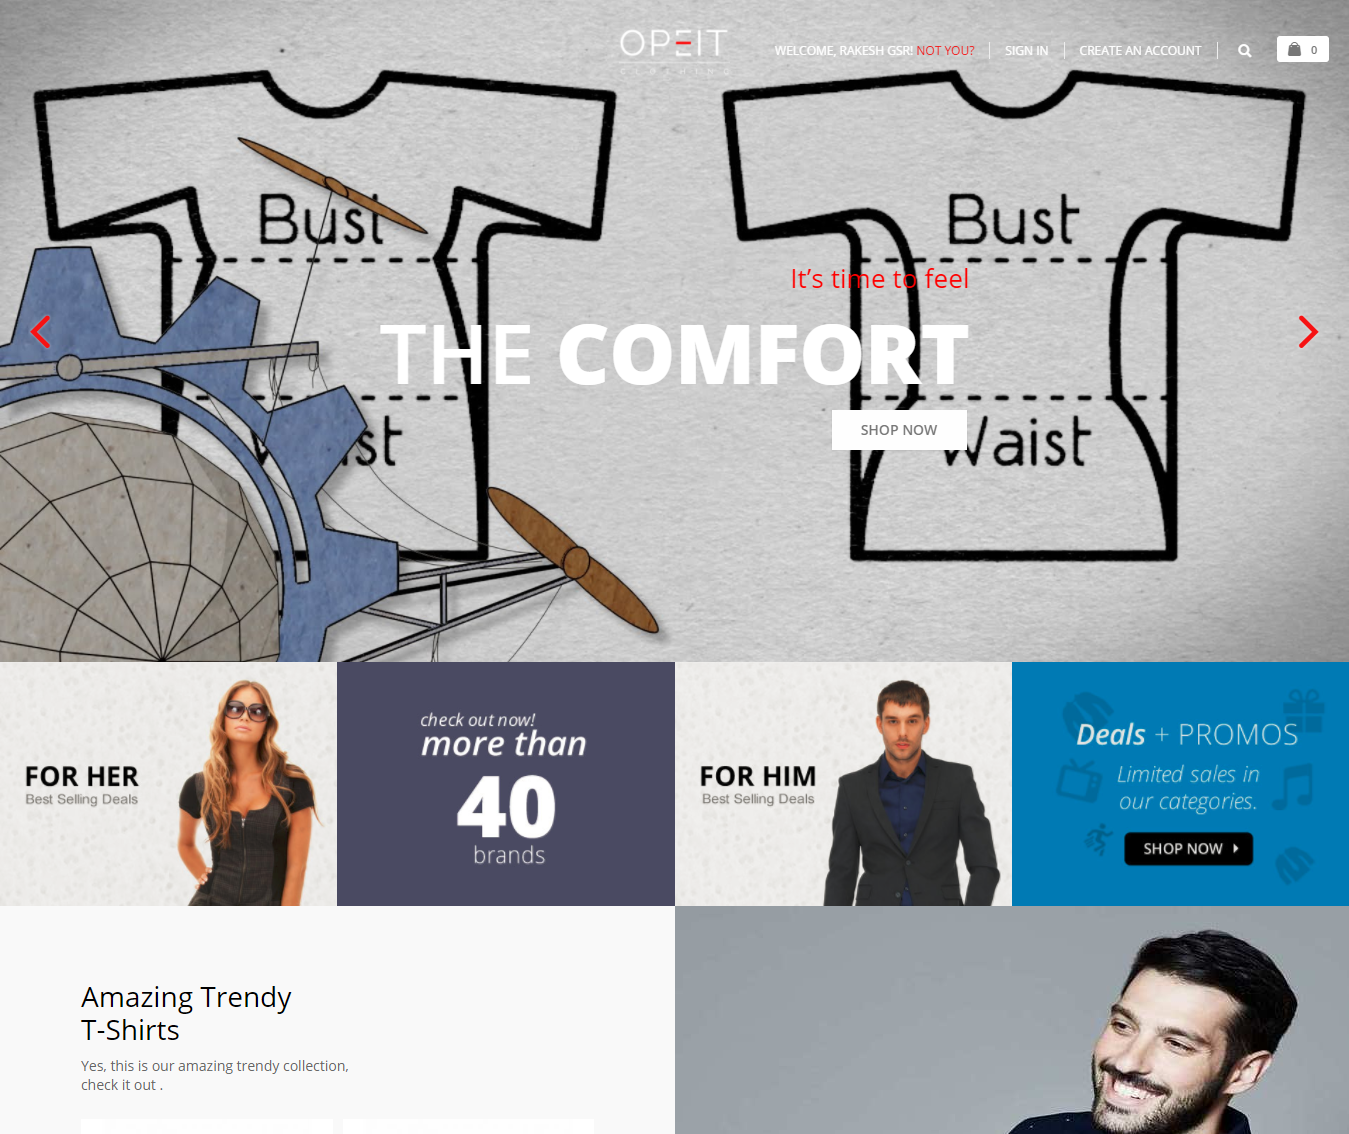 OPEIT
WELCOME, RAKESH GSR! NOT YOU?
SIGN IN
CREATE AN ACCOUNT
0
Bust
Bust
It's time to feel
THE COMFORT
SHOP NOW
Waist
FOR HER
Best Selling Deals
check out now!
more than
40
brands
FOR HIM
Best Selling Deals
Deals + PROMOS
Limited sales in
our categories.
SHOP NOW
Amazing Trendy
T-Shirts
Yes, this is our amazing trendy collection,
check it out .